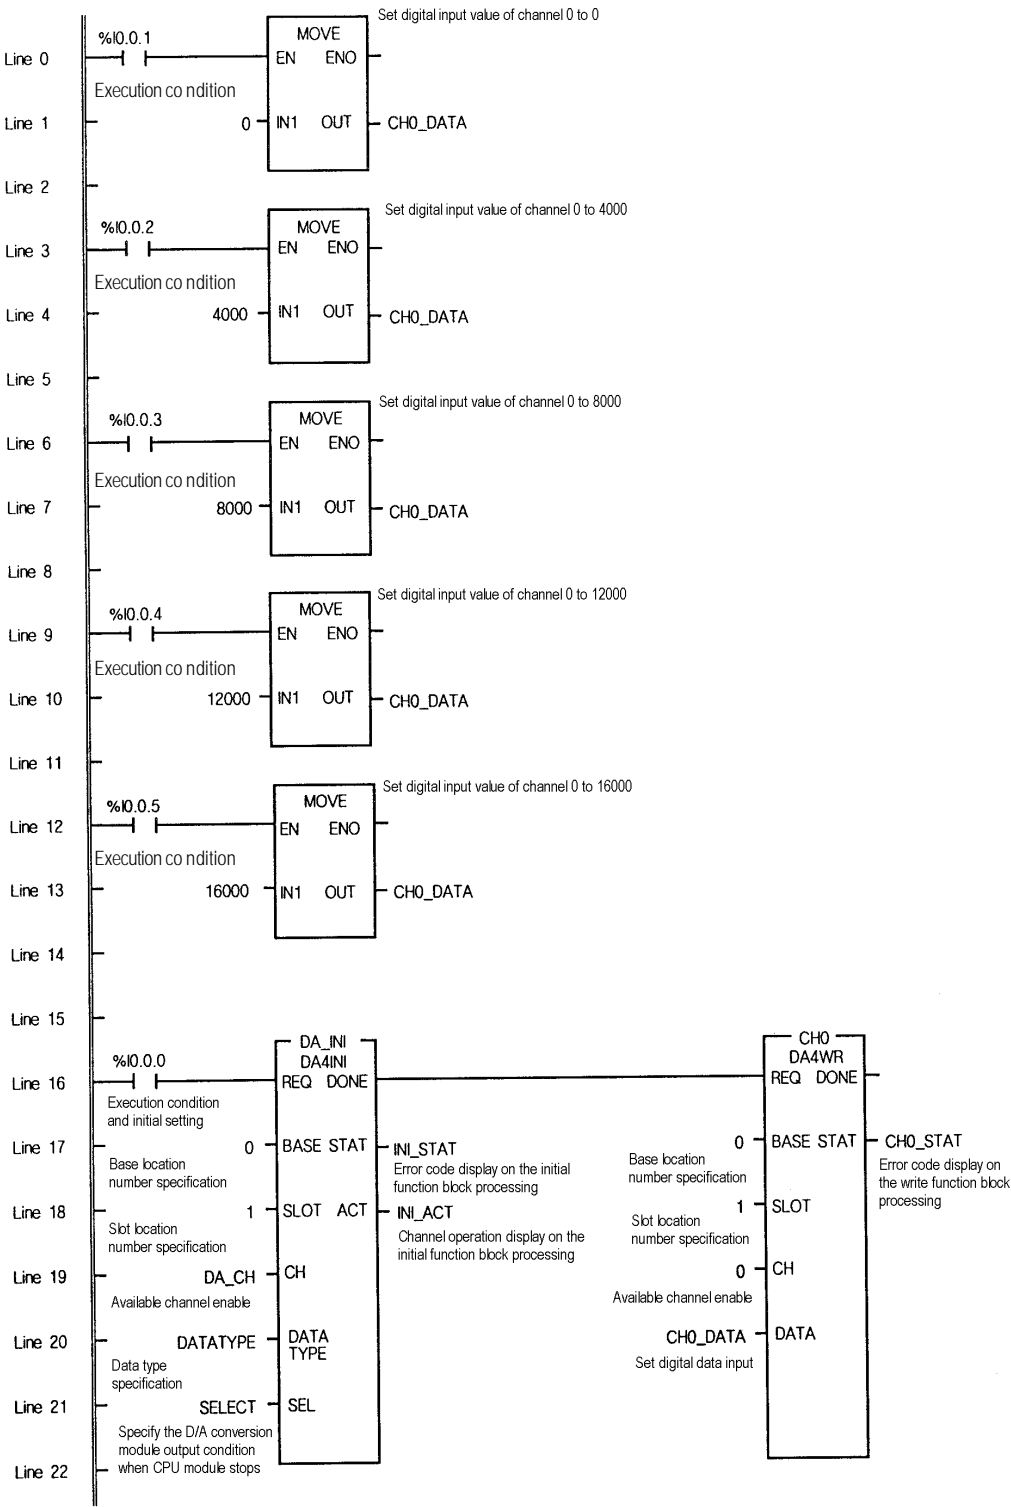 Set digital input value of channel 0 to 0
%I0.0.1
MOVE
Line 0
EN ENO
Execution co ndition
Line 1
0
IN1 OUT
CH0_DATA
Line 2
Set digital input value of channel 0 to 4000
%I0.0.2
MOVE
Line 3
EN ENO
Execution co ndition
Line 4
4000
IN1 OUT
CH0_DATA
Line 5
Set digital input value of channel 0 to 8000
%I0.0.3
MOVE
Line 6
EN ENO
Execution co ndition
Line 7
8000
IN1 OUT
CH0_DATA
Line 8
Set digital input value of channel 0 to 12000
%I0.0.4
MOVE
Line 9
EN ENO
Execution co ndition
Line 10
12000
IN1 OUT
CH0_DATA
Line 11
Set digital input value of channel 0 to 16000
%I0.0.5
MOVE
Line 12
EN ENO
Execution co ndition
Line 13
16000
IN1 OUT
CH0_DATA
Line 14
Line 15
DA_INI
CH0
%I0.0.0
DA4INI
DA4WR
Line 16
REQ DONE
REQ DONE
Execution condition
and initial setting
Line 17
0
BASE STAT
INI_STAT
Error code display on the initial
function block processing
0
BASE STAT
CH0_STAT
Error code display on
the write function block
processing
Base location
number specification
Base location
number specification
Line 18
1
SLOT ACT
INI_ACT
Channel operation display on the
initial function block processing
1
SLOT
Slot location
number specification
Slot location
number specification
Line 19
DA_CH
CH
0
CH
Available channel enable
Available channel enable
Line 20
DATATYPE
DATA
TYPE
CH0_DATA
DATA
Set digital data input
Data type
specification
Line 21
SELECT
SEL
Specify the D/A conversion
module output condition
when CPU module stops
Line 22